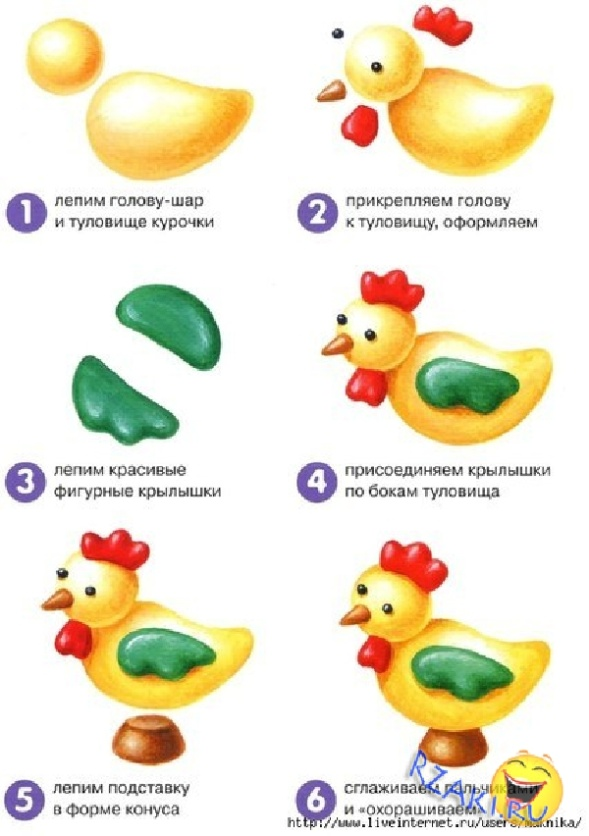 1 лепим голову-шар
и туловище курочки
2 прикрепляем голову
к туловищу, оформляем
3 лепим красивые
фигурные крылышки
4 присоединяем крылышки
по бокам туловища
5 лепим подставку
в форме конуса
6 сглаживаем пальчиками
и «охорашиваем»
RZAKI.RU
http://www.liveinternet.ru/users/maknika/